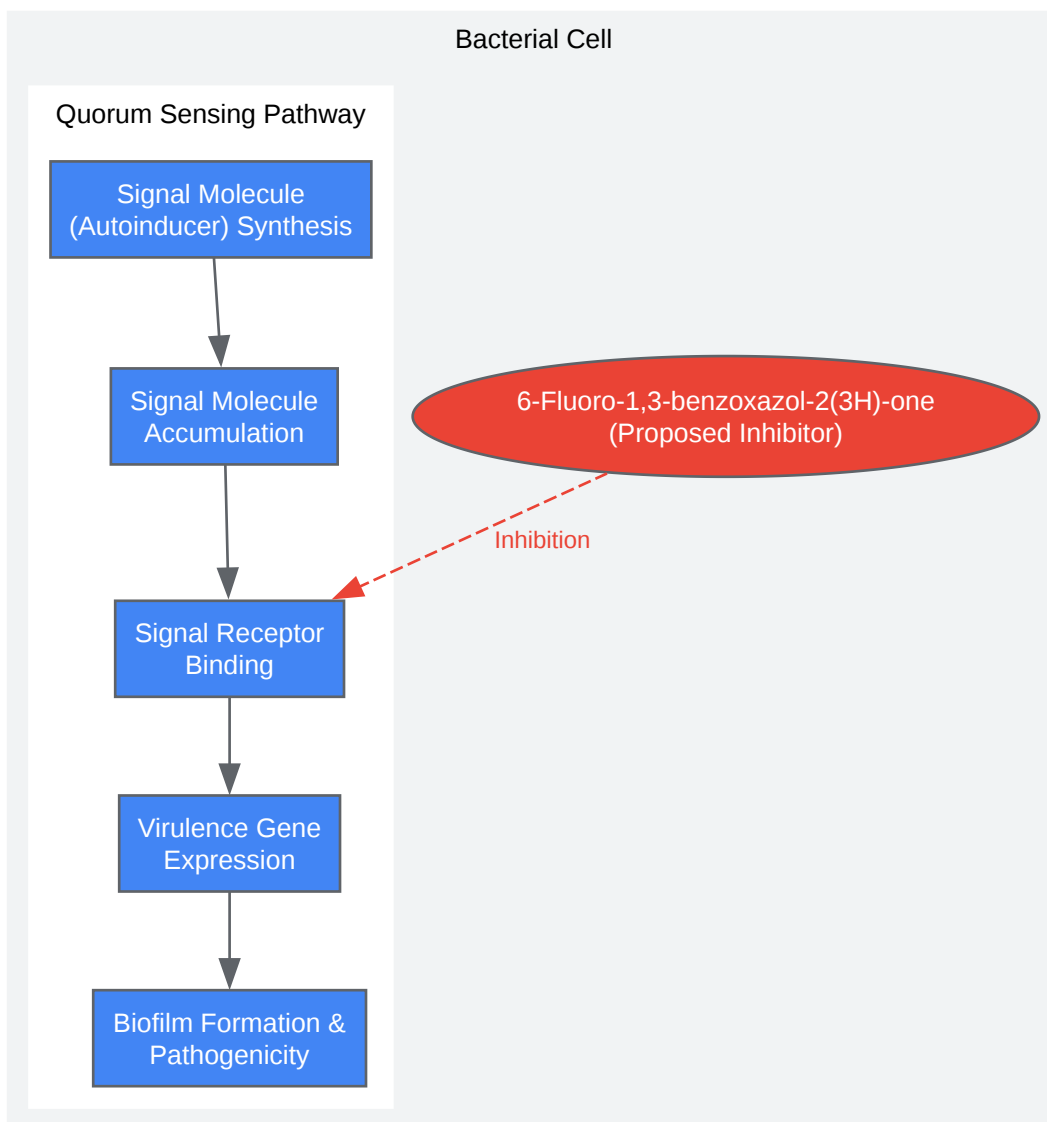 Bacterial Cell
Quorum Sensing Pathway
Signal Molecule
(Autoinducer) Synthesis
Signal Molecule
Accumulation
6-Fluoro-1,3-benzoxazol-2(3H)-one
(Proposed Inhibitor)
Inhibition
Signal Receptor
Binding
Virulence Gene
Expression
Biofilm Formation &
Pathogenicity